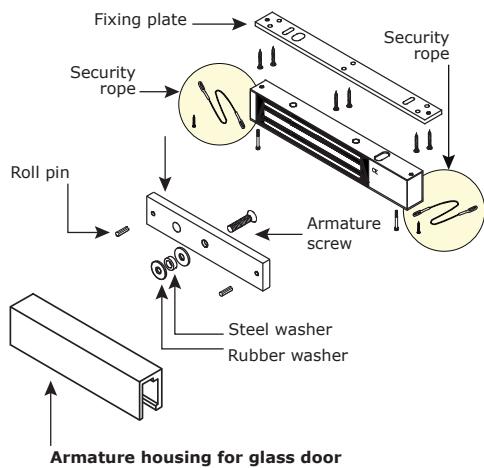 Fixing plate
Security
rope
Security
rope
Roll pin
Armature
screw
Steel washer
Rubber washer
Armature housing for glass door